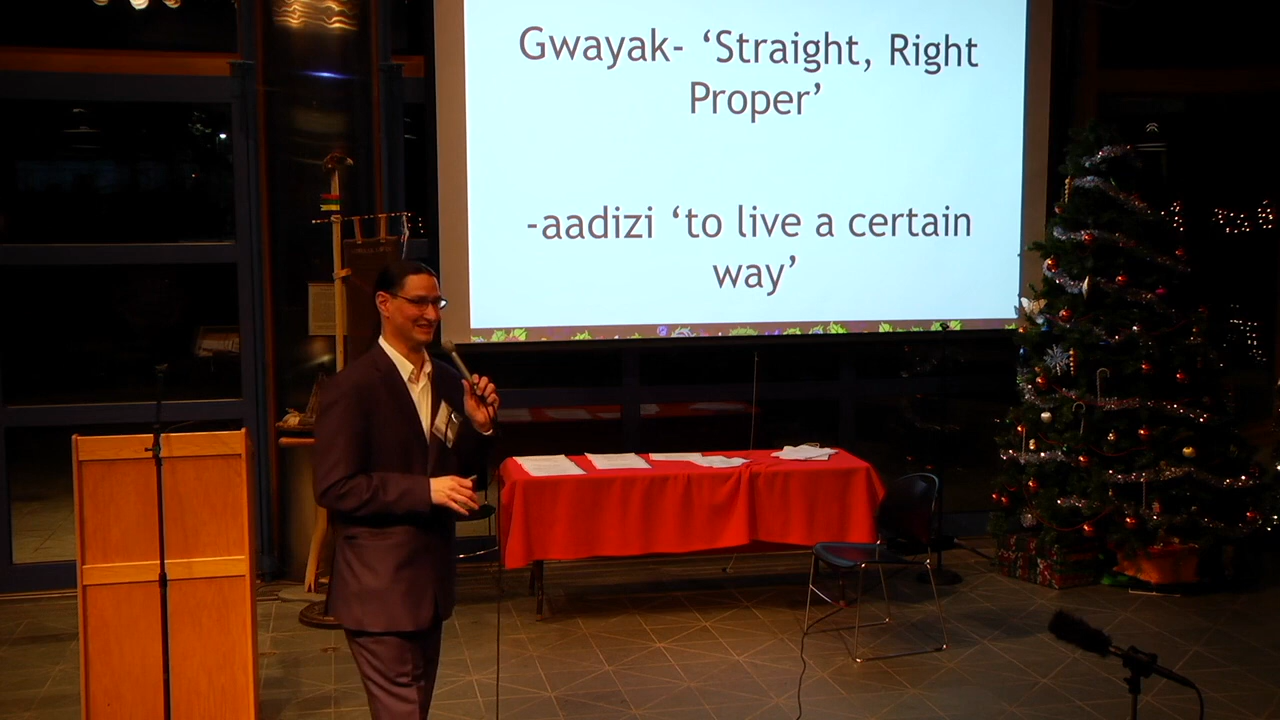 Gwayak- ‘Straight, Right
Proper’
-aadizi ‘to live a certain
way’